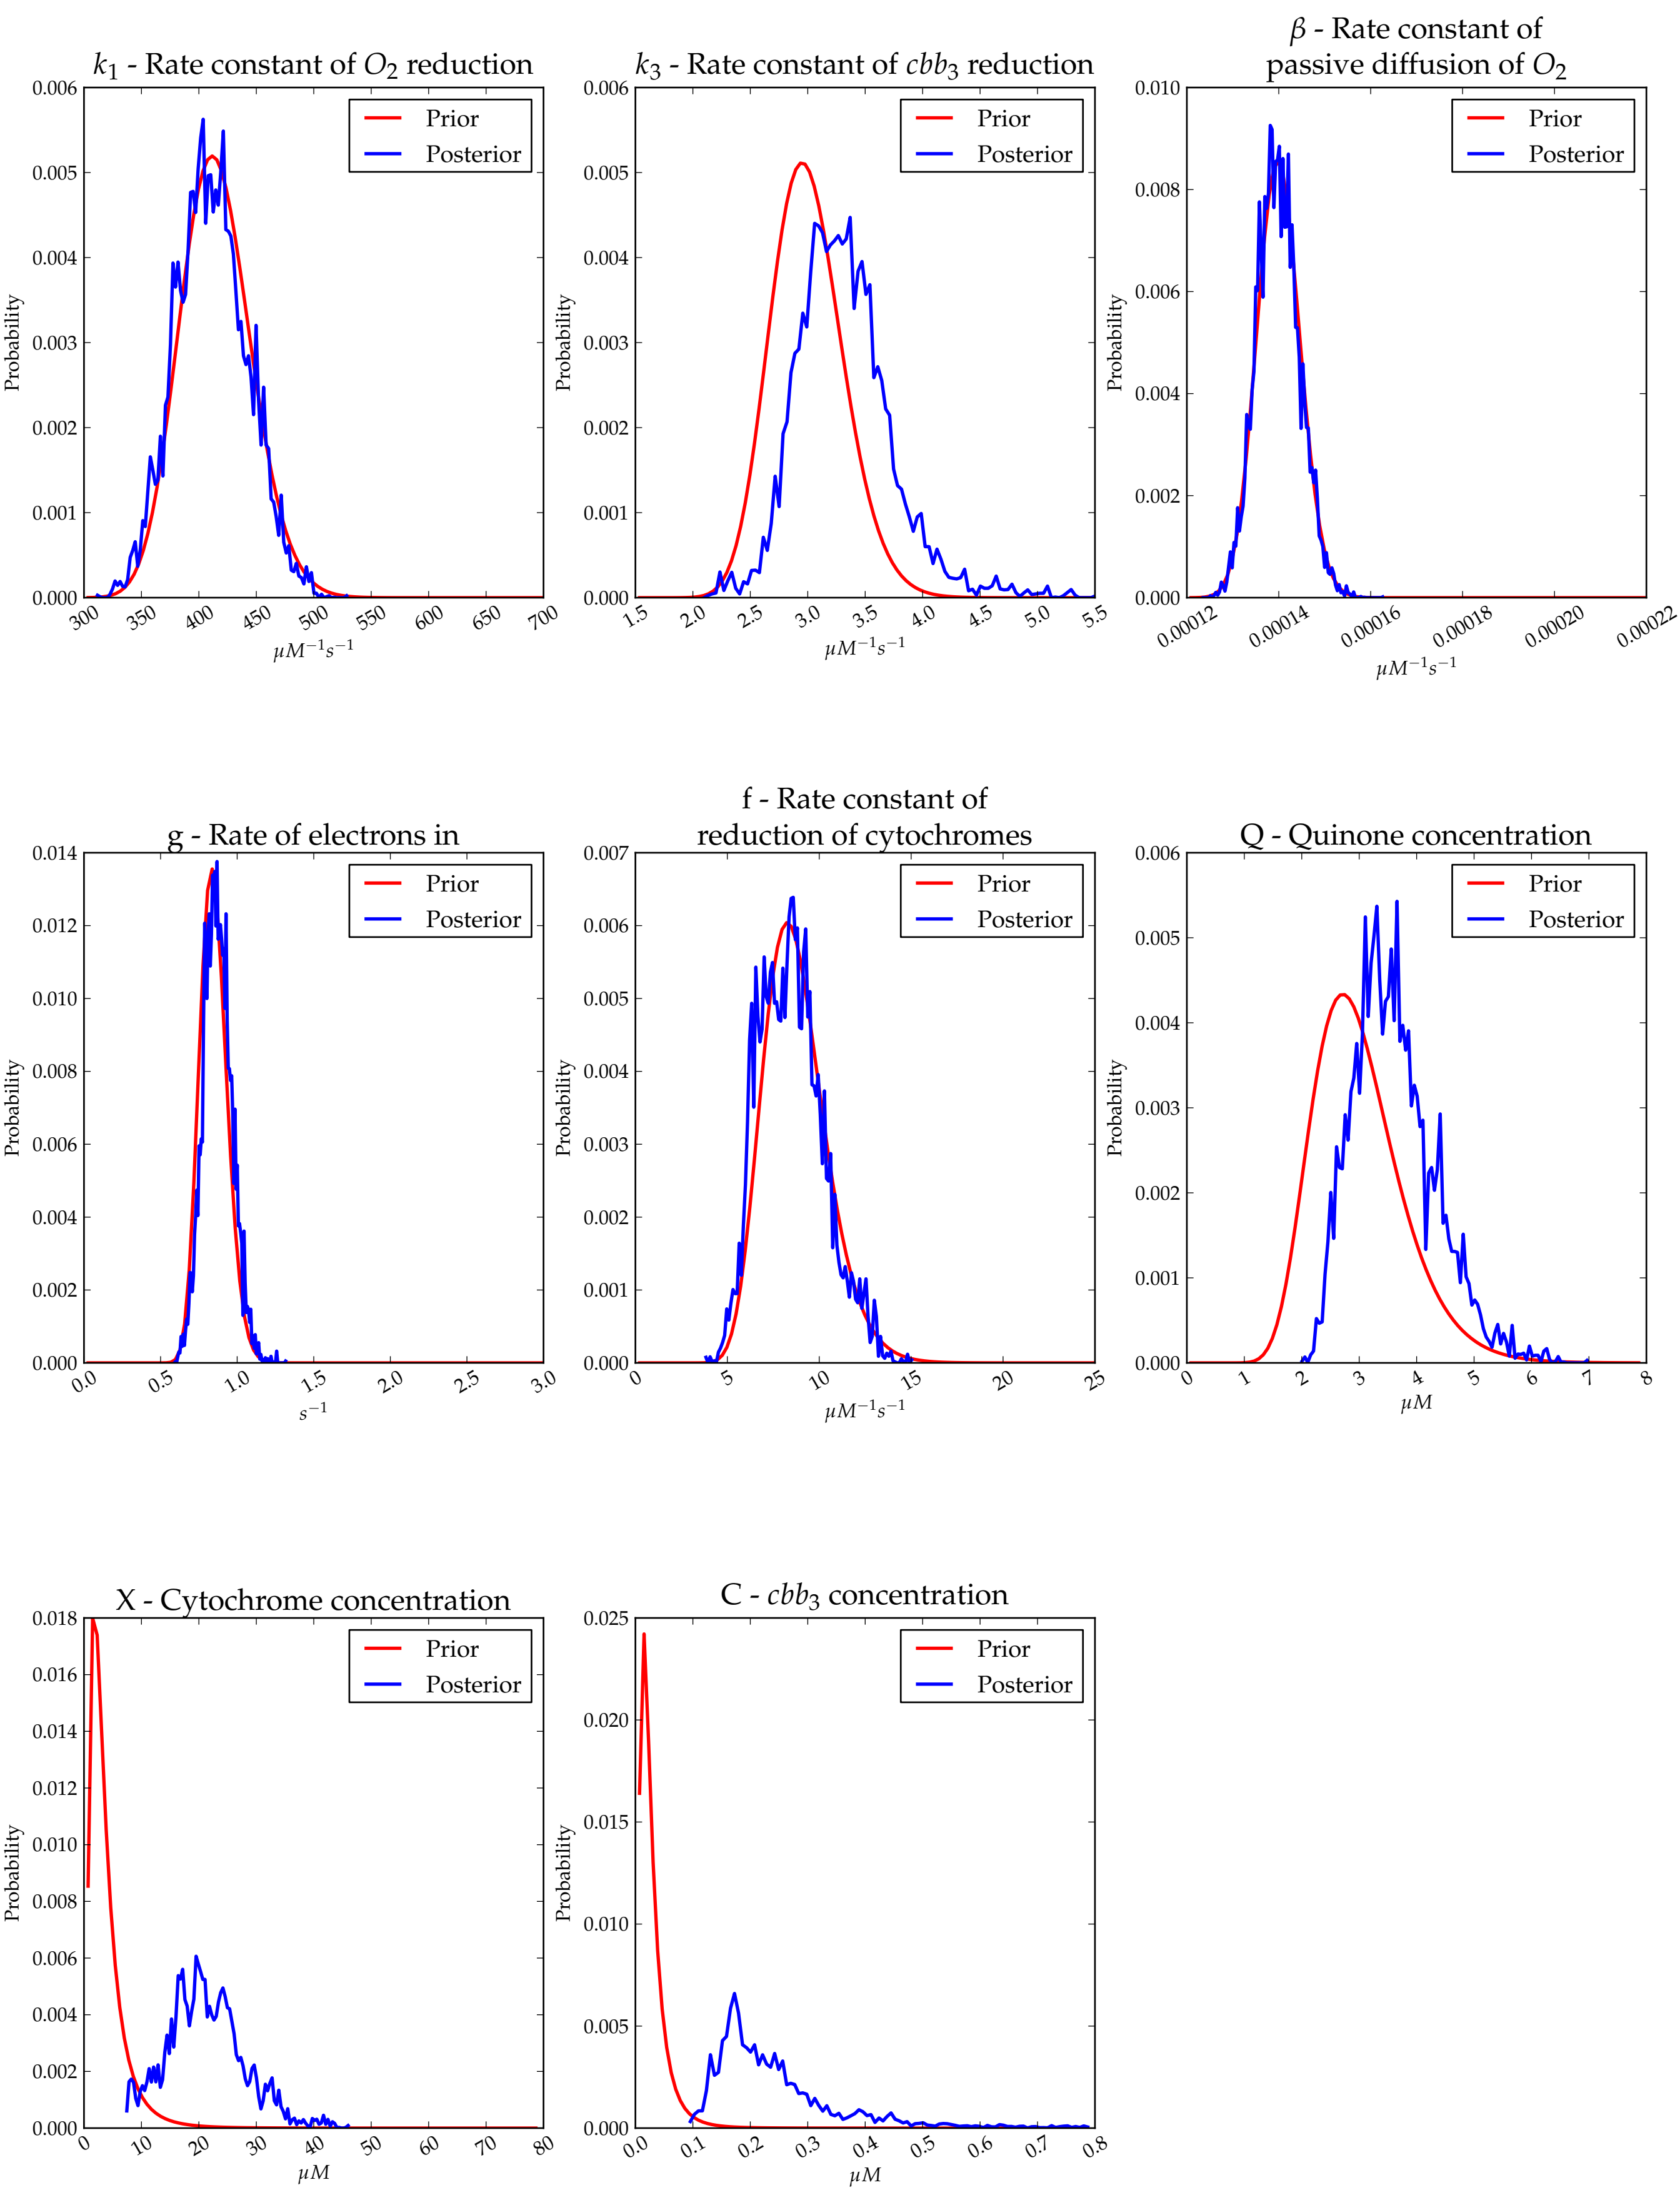 k₁ - Rate constant of O₂ reduction
0.006
0.005
0.004
0.003
0.002
0.001
0.000
Probability
300 350 400 450 500 550 600 650 700
μM⁻¹s⁻¹
Prior
Posterior
k₃ - Rate constant of cbb₃ reduction
0.006
0.005
0.004
0.003
0.002
0.001
0.000
Probability
1.5 2.0 2.5 3.0 3.5 4.0 4.5 5.0 5.5
μM⁻¹s⁻¹
Prior
Posterior
β - Rate constant of
passive diffusion of O₂
0.010
0.008
0.006
0.004
0.002
0.000
Probability
0.00012 0.00014 0.00016 0.00018 0.00020 0.00022
μM⁻¹s⁻¹
Prior
Posterior
g - Rate of electrons in
0.014
0.012
0.010
0.008
0.006
0.004
0.002
0.000
Probability
0.0 0.5 1.0 1.5 2.0 2.5 3.0
s⁻¹
Prior
Posterior
f - Rate constant of
reduction of cytochromes
0.007
0.006
0.005
0.004
0.003
0.002
0.001
0.000
Probability
0 5 10 15 20 25
μM⁻¹s⁻¹
Prior
Posterior
Q - Quinone concentration
0.006
0.005
0.004
0.003
0.002
0.001
0.000
Probability
0 1 2 3 4 5 6 7 8
μM
Prior
Posterior
X - Cytochrome concentration
0.018
0.016
0.014
0.012
0.010
0.008
0.006
0.004
0.002
0.000
Probability
0 10 20 30 40 50 60 70 80
μM
Prior
Posterior
C - cbb₃ concentration
0.025
0.020
0.015
0.010
0.005
0.000
Probability
0.0 0.1 0.2 0.3 0.4 0.5 0.6 0.7 0.8
μM
Prior
Posterior